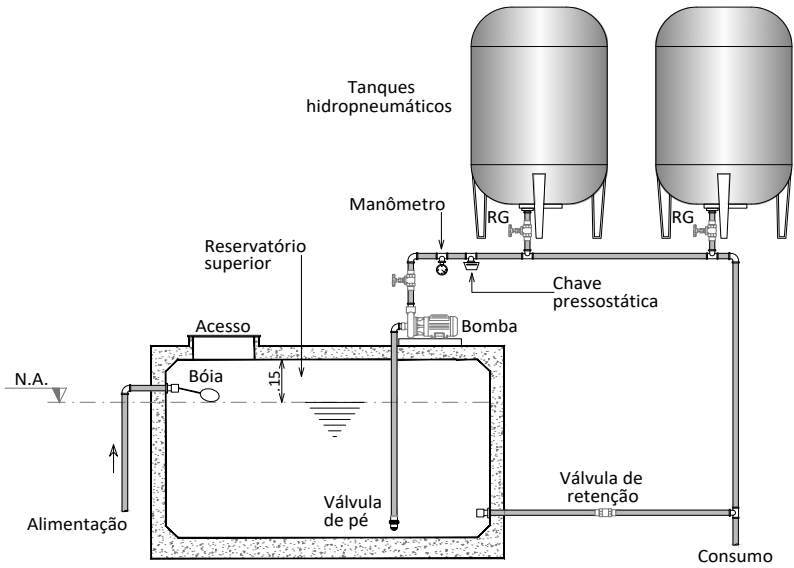 Tanques
hidropneumáticos
Manômetro
RG
RG
Reservatório
superior
Chave
pressostática
Acesso
Bomba
N.A.
Bóia
.15
Válvula de
retenção
Válvula
de pé
Alimentação
Consumo